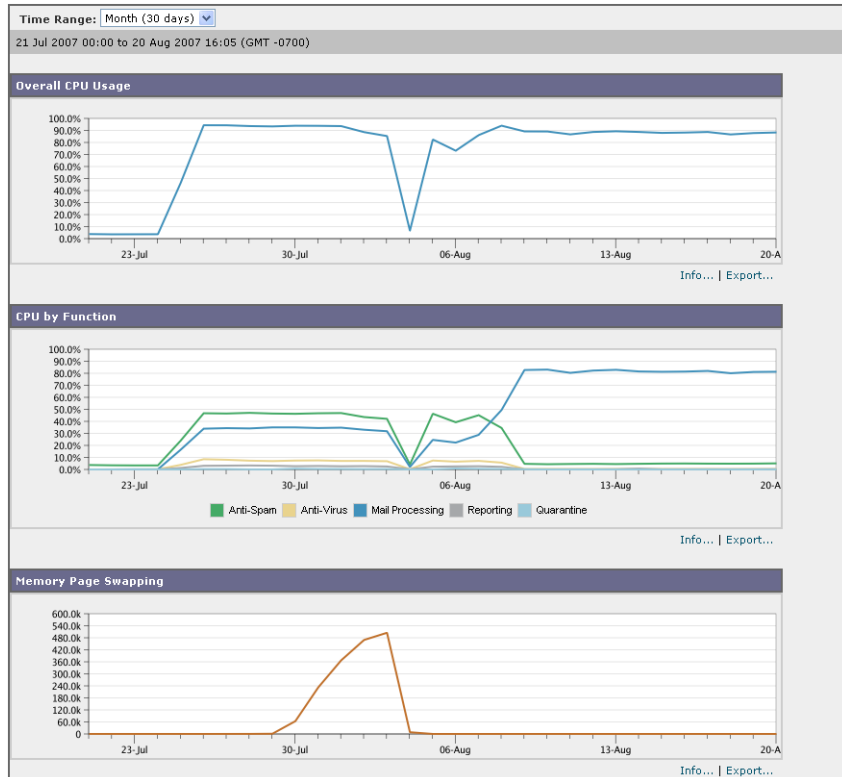 Time Range: Month (30 days)
21 Jul 2007 00:00 to 20 Aug 2007 16:05 (GMT -0700)
Overall CPU Usage
100.0%
90.0%
80.0%
70.0%
60.0%
50.0%
40.0%
30.0%
20.0%
10.0%
0.0%
23-Jul 30-Jul 06-Aug 13-Aug 20-A
Info... | Export...
CPU by Function
100.0%
90.0%
80.0%
70.0%
60.0%
50.0%
40.0%
30.0%
20.0%
10.0%
0.0%
23-Jul 30-Jul 06-Aug 13-Aug 20-A
Anti-Spam Anti-Virus Mail Processing Reporting Quarantine
Info... | Export...
Memory Page Swapping
600.0k
540.0k
480.0k
420.0k
360.0k
300.0k
240.0k
180.0k
120.0k
60.0k
0
23-Jul 30-Jul 06-Aug 13-Aug 20-A
Info... | Export...